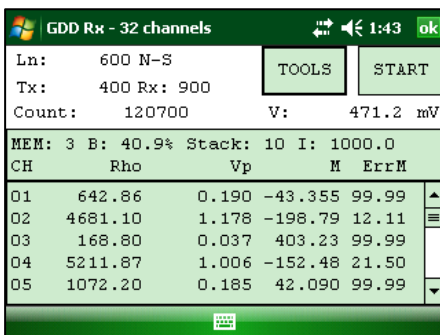 GDD Rx - 32 channels 1:43 ok
Ln: 600 N-S TOOLS START
Tx: 400 Rx: 900
Count: 120700 V: 471.2 mV
MEM: 3 B: 40.9% Stack: 10 I: 1000.0
CH Rho Vp M ErrM
01 642.86 0.190 -43.355 99.99
02 4681.10 1.178 -198.79 12.11
03 168.80 0.037 403.23 99.99
04 5211.87 1.006 -152.48 21.50
05 1072.20 0.185 42.090 99.99